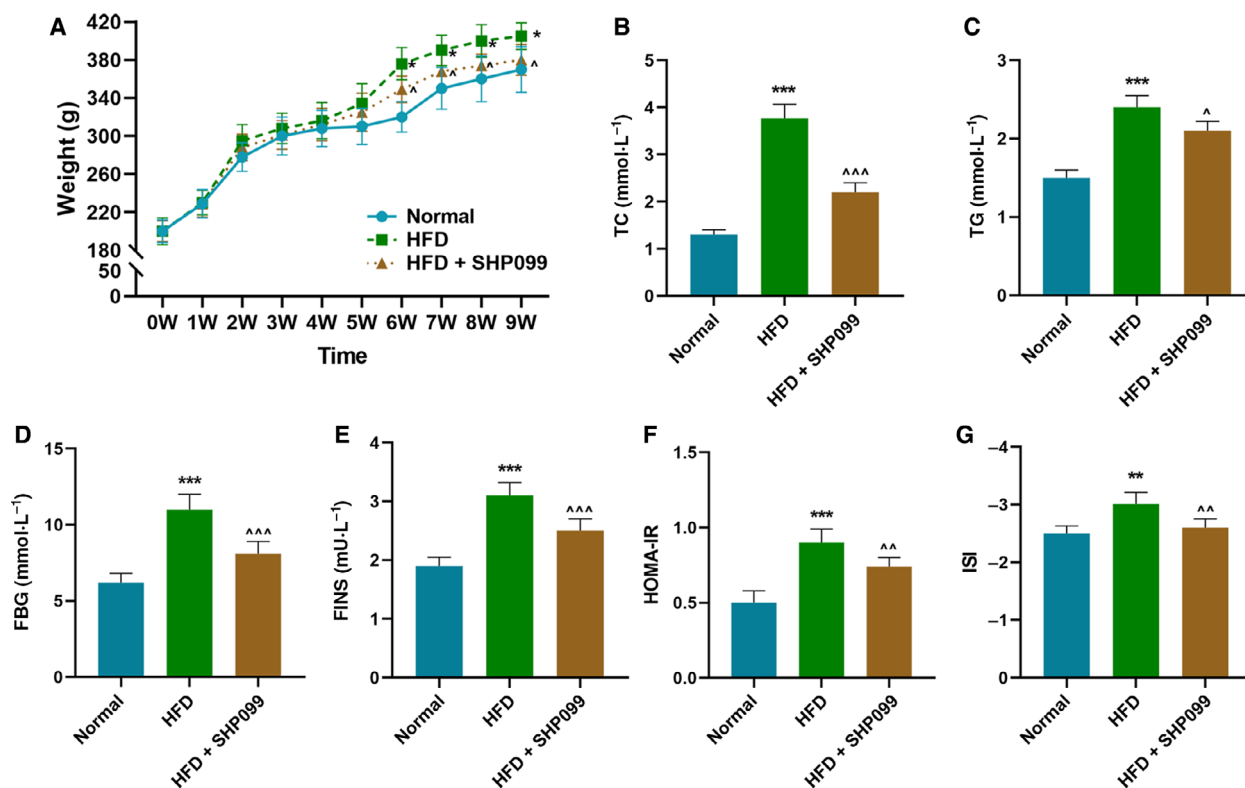 A
Weight (g)
420
380
340
300
260
220
180
50
0
* * * *
^ ^ ^ ^
Normal
HFD
HFD + SHP099
0W 1W 2W 3W 4W 5W 6W 7W 8W 9W
Time
B
TC (mmol·L⁻¹)
5
4
3
2
1
0
***
^^^
Normal
HFD
HFD + SHP099
C
TG (mmol·L⁻¹)
3
2
1
0
***
^
Normal
HFD
HFD + SHP099
D
FBG (mmol·L⁻¹)
15
10
5
0
***
^^^
Normal
HFD
HFD + SHP099
E
FINS (mU·L⁻¹)
4
3
2
1
0
***
^^^
Normal
HFD
HFD + SHP099
F
HOMA-IR
1.5
1.0
0.5
0.0
***
^^
Normal
HFD
HFD + SHP099
G
ISI
–4
–3
–2
–1
0
**
^^
Normal
HFD
HFD + SHP099